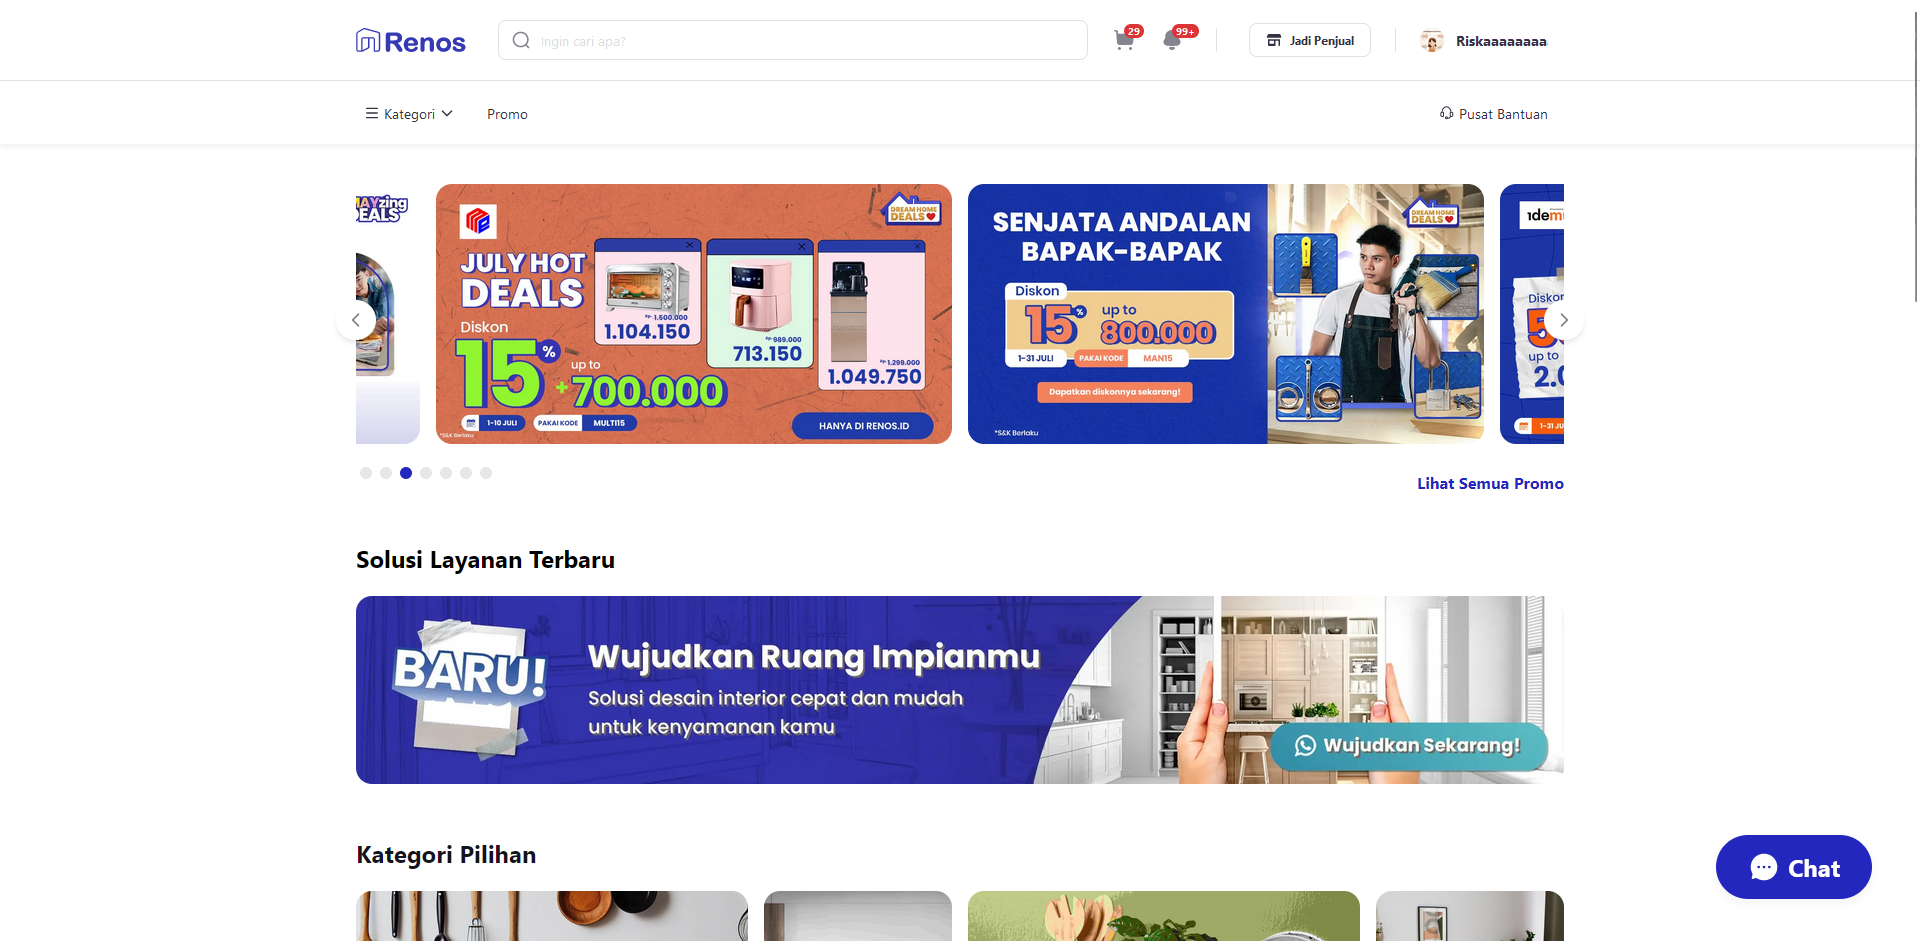 Renos
Ingin cari apa?
29
99+
Jadi Penjual
Riskaaaaaaaa
Kategori
Promo
Pusat Bantuan
MAYzing
DEALS
DREAM HOME
DEALS
JULY HOT
DEALS
Diskon
15%
up to
+700.000
1-10 JULI
PAKAI KODE
MULTI15
*S&K Berlaku
Rp 1.500.000
1.104.150
Rp 989.000
713.150
Rp 1.299.000
1.049.750
HANYA DI RENOS.ID
SENJATA ANDALAN
BAPAK-BAPAK
Diskon
15%
up to
800.000
1-31 JULI
PAKAI KODE
MAN15
Dapatkan diskonnya sekarang!
*S&K Berlaku
DREAM HOME
DEALS
1dem
Diskon
5
up to
2.0
1-31 JU
Lihat Semua Promo
Solusi Layanan Terbaru
BARU!
Wujudkan Ruang Impianmu
Solusi desain interior cepat dan mudah
untuk kenyamanan kamu
Wujudkan Sekarang!
Kategori Pilihan
Chat